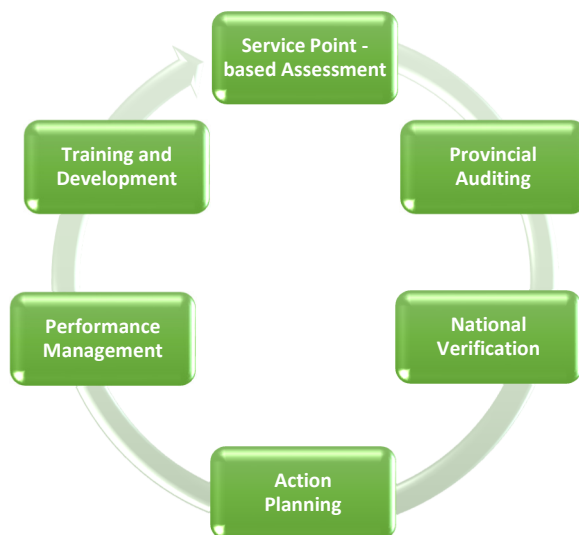 Service Point -
based Assessment
Provincial
Auditing
National
Verification
Action
Planning
Performance
Management
Training and
Development